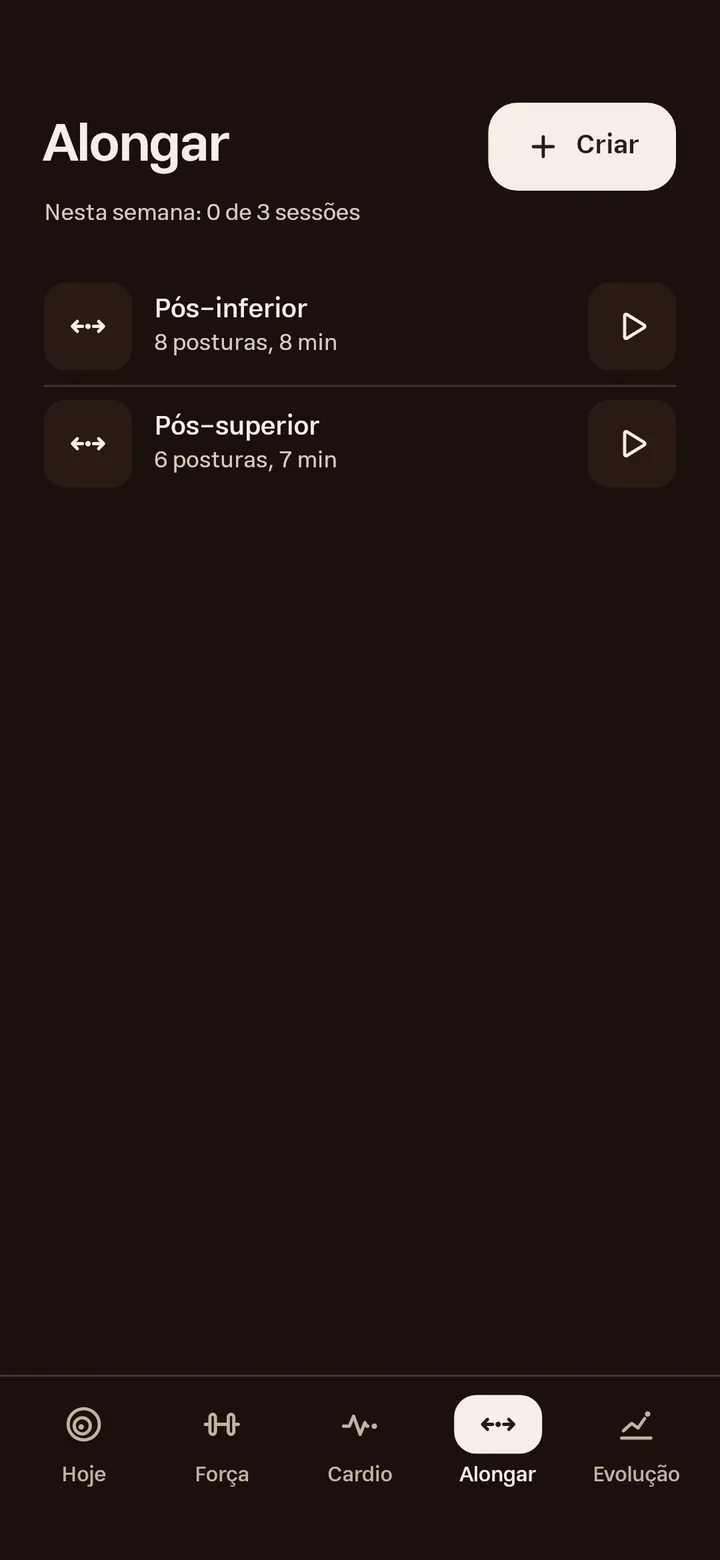 Alongar
Criar
Nesta semana: 0 de 3 sessões
Pós-inferior
8 posturas, 8 min
Pós-superior
6 posturas, 7 min
Hoje
Força
Cardio
Alongar
Evolução